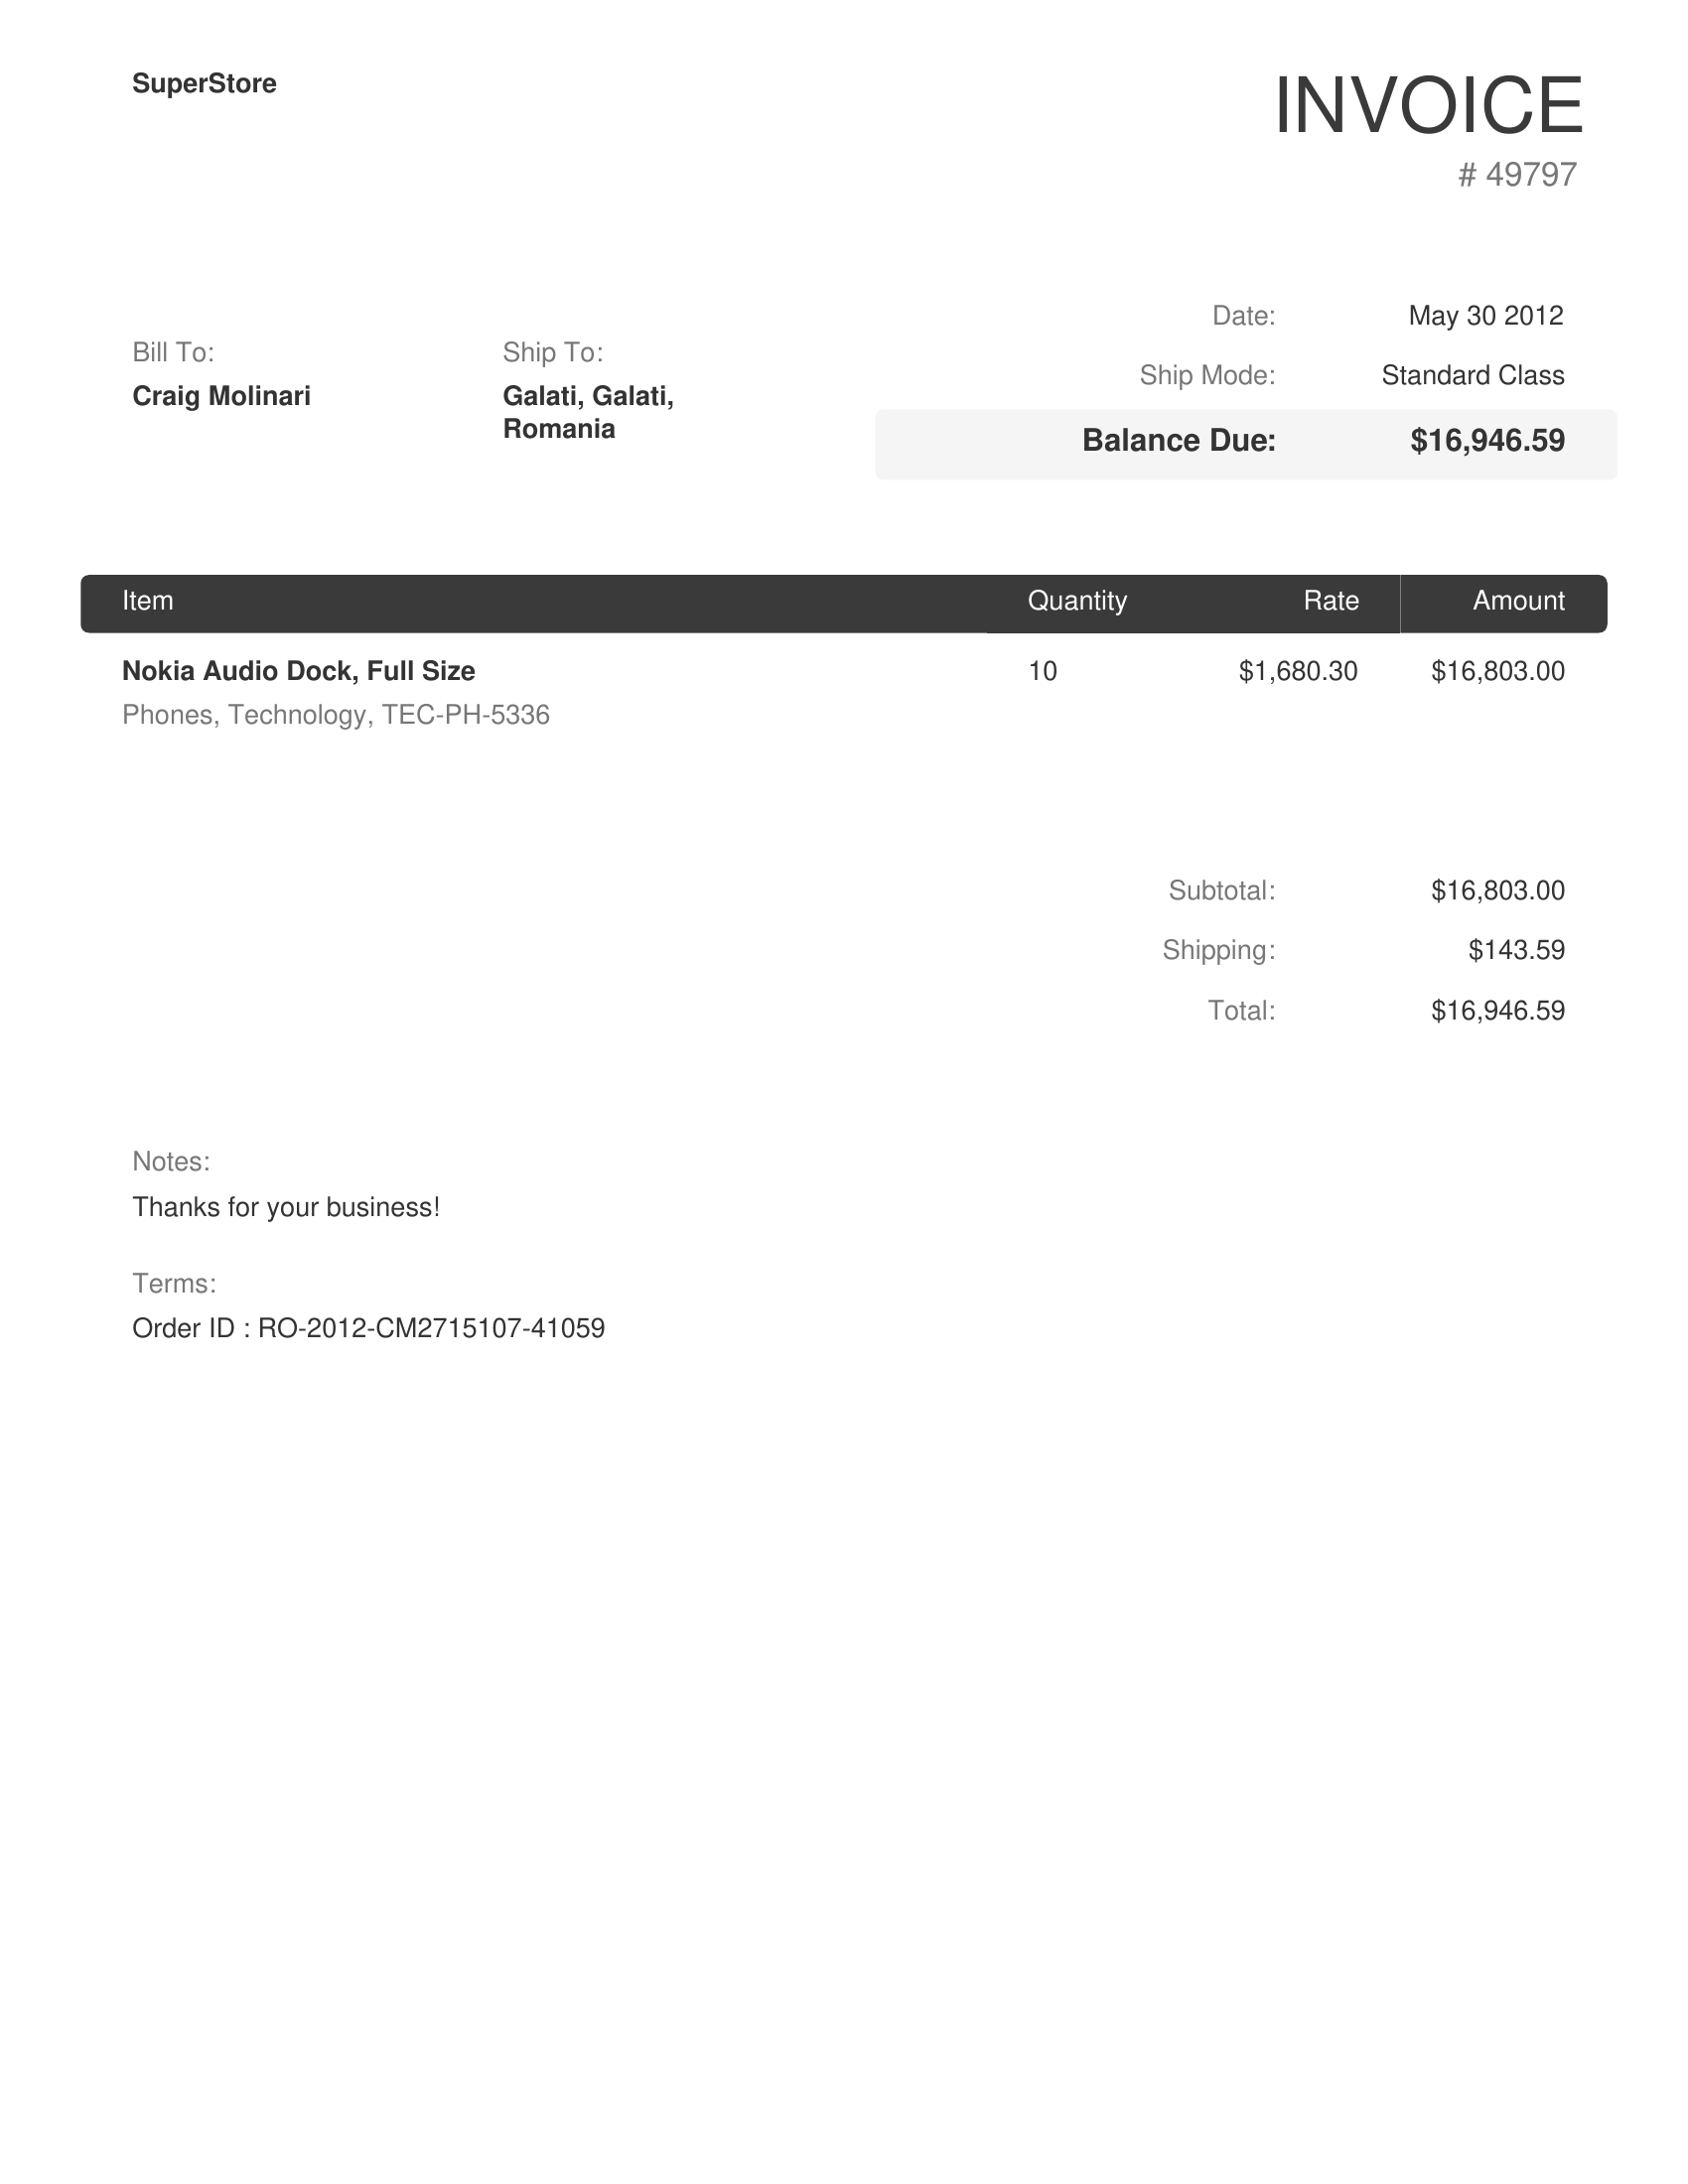 SuperStore
INVOICE
# 49797
Date: May 30 2012
Ship Mode: Standard Class
Balance Due: $16,946.59
Bill To:
Craig Molinari
Ship To:
Galati, Galati,
Romania
Item Quantity Rate Amount
Nokia Audio Dock, Full Size 10 $1,680.30 $16,803.00
Phones, Technology, TEC-PH-5336
Subtotal: $16,803.00
Shipping: $143.59
Total: $16,946.59
Notes:
Thanks for your business!
Terms:
Order ID : RO-2012-CM2715107-41059